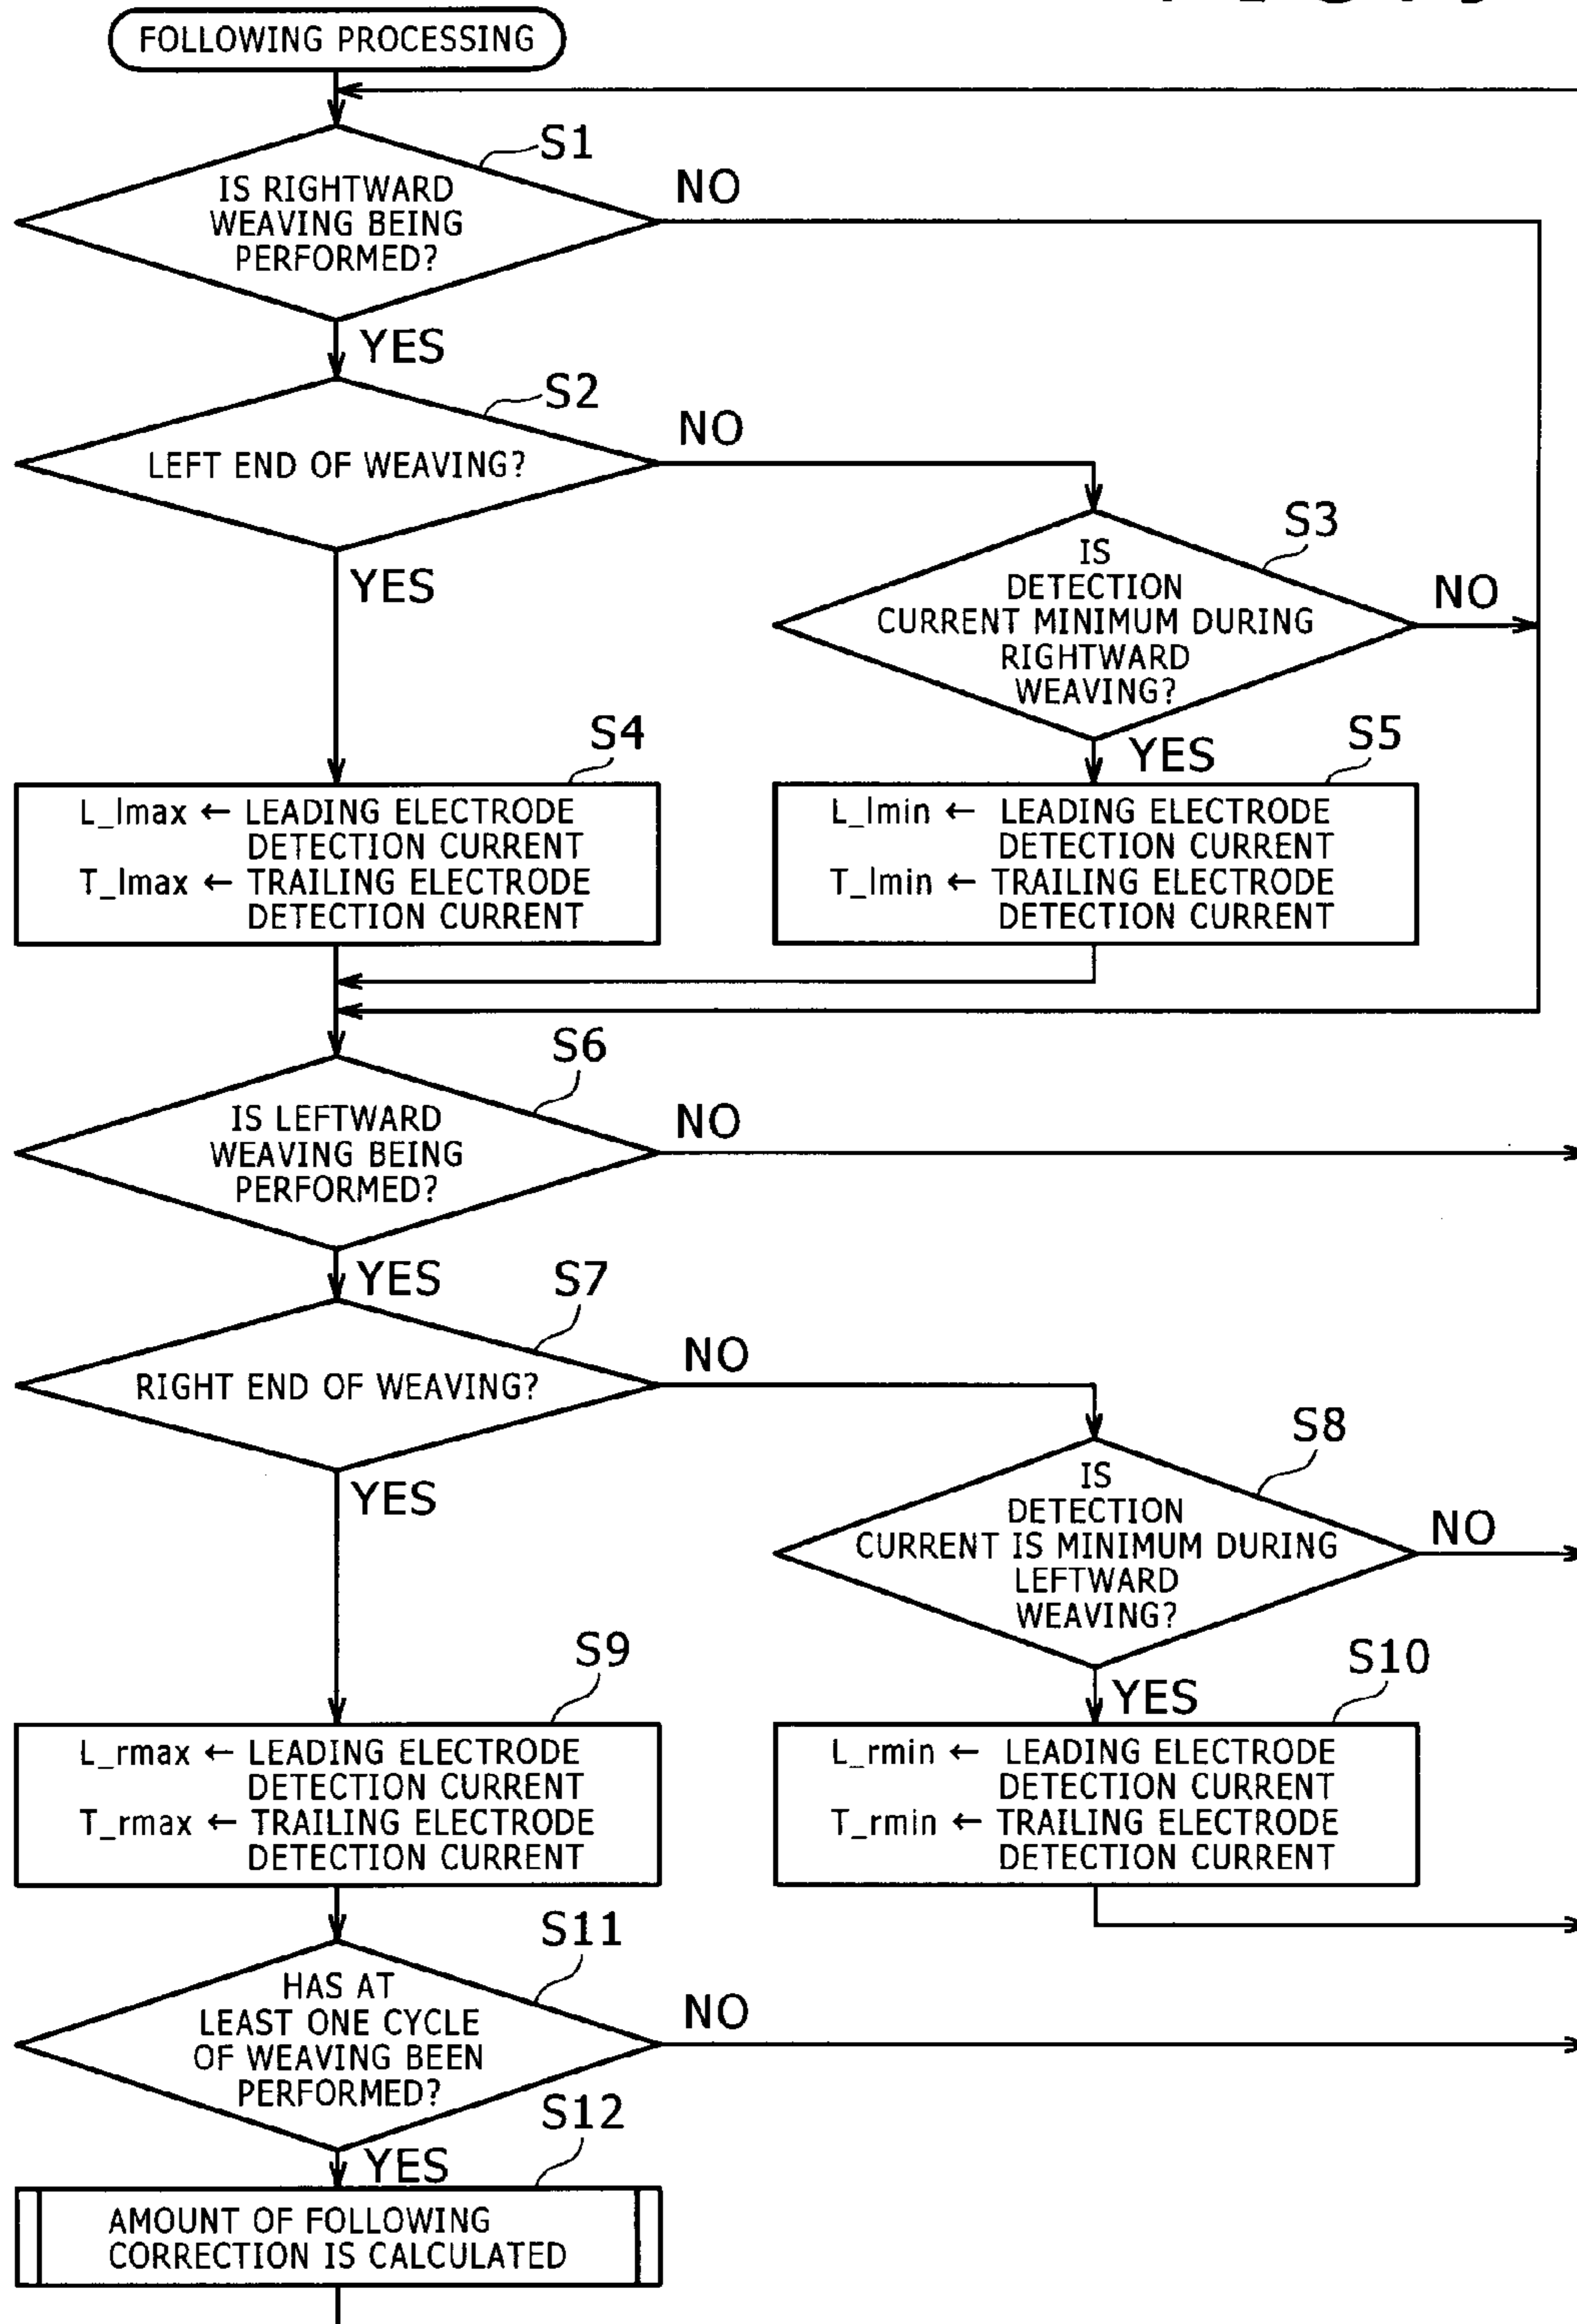 FOLLOWING PROCESSING
S1
IS RIGHTWARD
WEAVING BEING
PERFORMED?
NO
YES
S2
LEFT END OF WEAVING?
NO
YES
S3
IS
DETECTION
CURRENT MINIMUM DURING
RIGHTWARD
WEAVING?
NO
YES
S4
L_lmax ← LEADING ELECTRODE
DETECTION CURRENT
T_lmax ← TRAILING ELECTRODE
DETECTION CURRENT
S5
L_lmin ← LEADING ELECTRODE
DETECTION CURRENT
T_lmin ← TRAILING ELECTRODE
DETECTION CURRENT
S6
IS LEFTWARD
WEAVING BEING
PERFORMED?
NO
YES
S7
RIGHT END OF WEAVING?
NO
YES
S8
IS
DETECTION
CURRENT IS MINIMUM DURING
LEFTWARD
WEAVING?
NO
YES
S9
L_rmax ← LEADING ELECTRODE
DETECTION CURRENT
T_rmax ← TRAILING ELECTRODE
DETECTION CURRENT
S10
L_rmin ← LEADING ELECTRODE
DETECTION CURRENT
T_rmin ← TRAILING ELECTRODE
DETECTION CURRENT
S11
HAS AT
LEAST ONE CYCLE
OF WEAVING BEEN
PERFORMED?
NO
YES
S12
AMOUNT OF FOLLOWING
CORRECTION IS CALCULATED